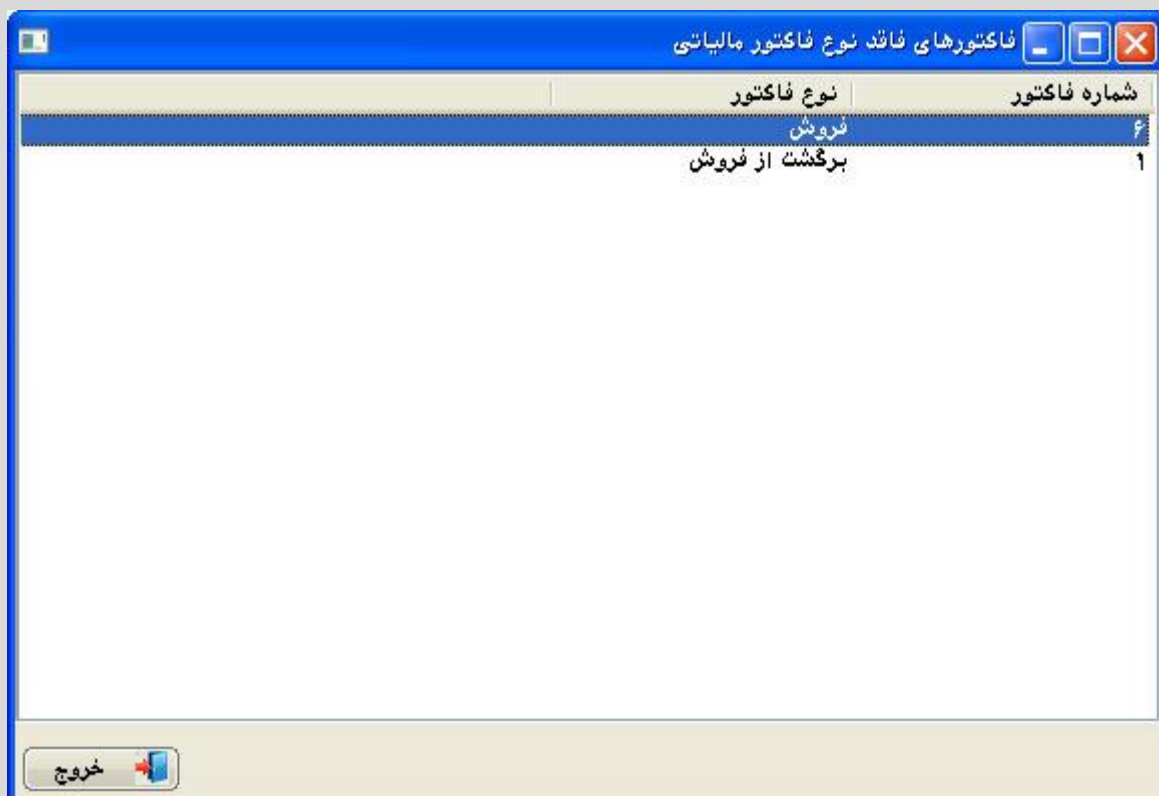 فاکتورهای فاقد نوع فاکتور مالیاتی
شماره فاکتور نوع فاکتور
۶ فروش
۱ برگشت از فروش
خروج